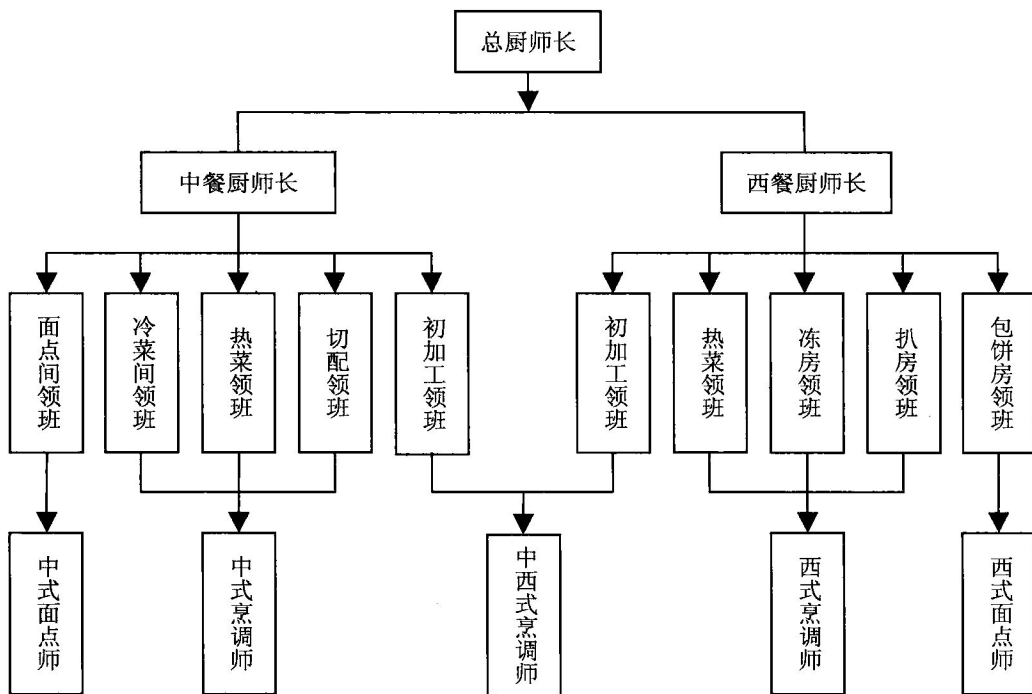 总厨师长
中餐厨师长
西餐厨师长
面点间领班
冷菜间领班
热菜领班
切配领班
初加工领班
初加工领班
热菜领班
冻房领班
扒房领班
包饼房领班
中式面点师
中式烹调师
中西式烹调师
西式烹调师
西式面点师